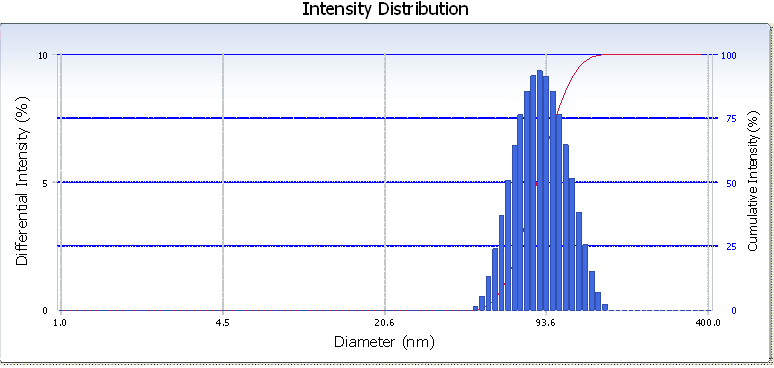 Intensity Distribution
Differential Intensity (%)
10
5
0
100
75
50
25
0
Cumulative Intensity (%)
1.0 4.5 20.6 93.6 400.0
Diameter (nm)